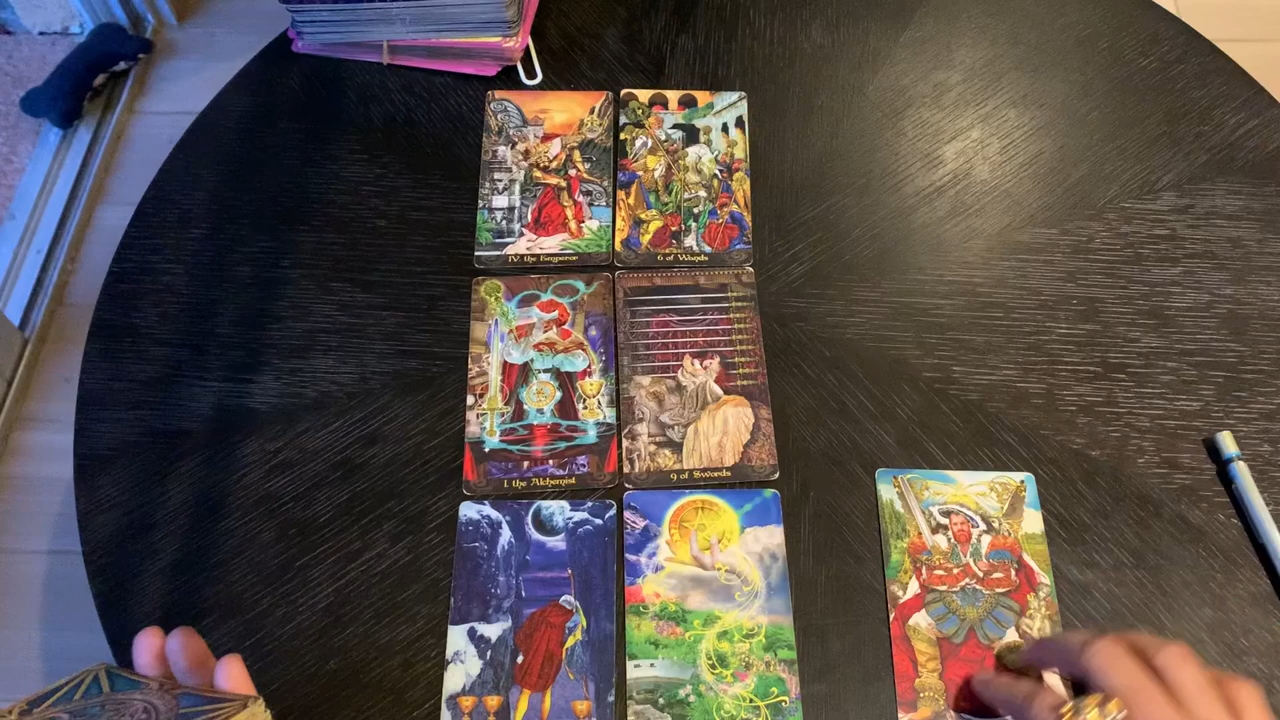 IV. the Emperor
6 of Wands
I. the Alchemist
9 of Swords